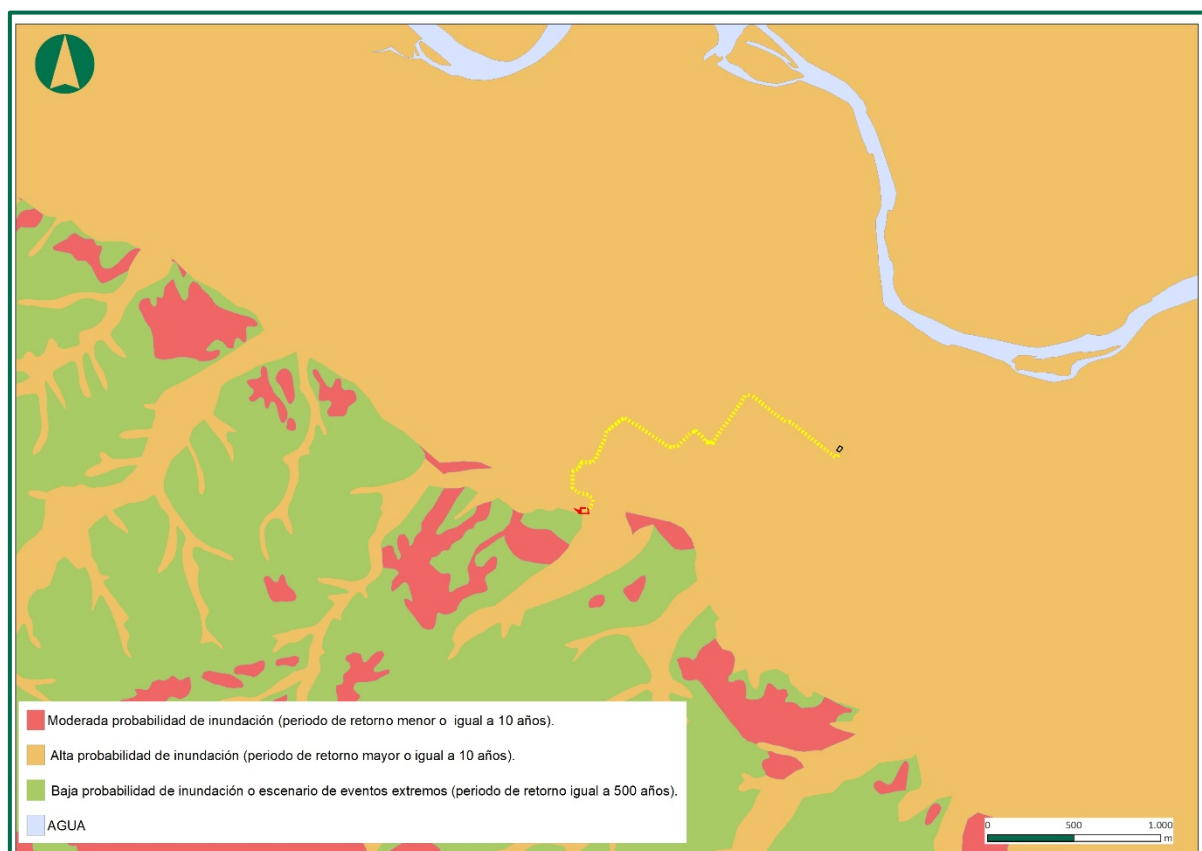 Moderada probabilidad de inundación (periodo de retorno menor o igual a 10 años).
Alta probabilidad de inundación (periodo de retorno mayor o igual a 10 años).
Baja probabilidad de inundación o escenario de eventos extremos (periodo de retorno igual a 500 años).
AGUA
0 500 1.000
m